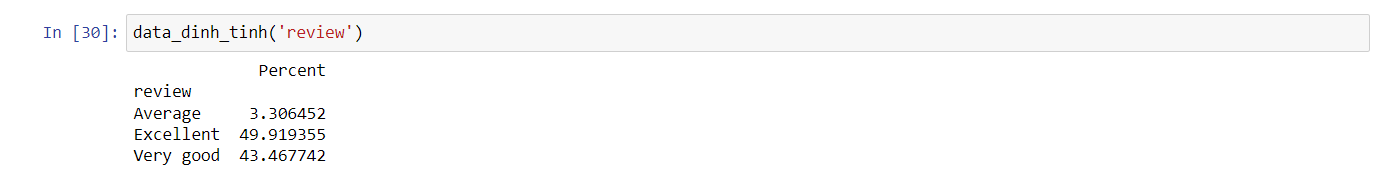 In [30]: data_dinh_tinh('review')
Percent
review
Average 3.306452
Excellent 49.919355
Very good 43.467742